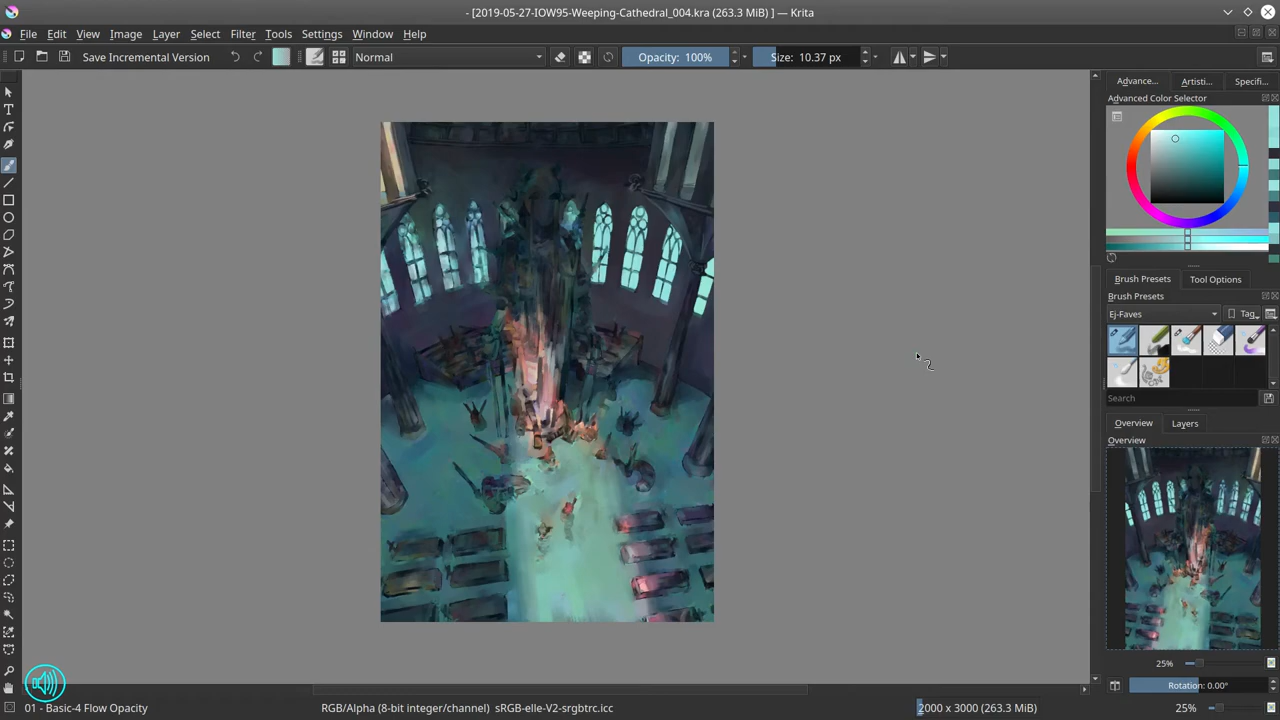 - [2019-05-27-IOW95-Weeping-Cathedral_004.kra (263.3 MiB) ] — Krita
File Edit View Image Layer Select Filter Tools Settings Window Help
Save Incremental Version Normal Opacity: 100% Size: 10.37 px
Advance... Artisti... Specifi...
Advanced Color Selector
Brush Presets Tool Options
Brush Presets
Ej-Faves Tag
Search
Overview Layers
Overview
25%
Rotation: 0.00°
01 - Basic-4 Flow Opacity RGB/Alpha (8-bit integer/channel) sRGB-elle-V2-srgbtrc.icc 2000 x 3000 (263.3 MiB) 25%